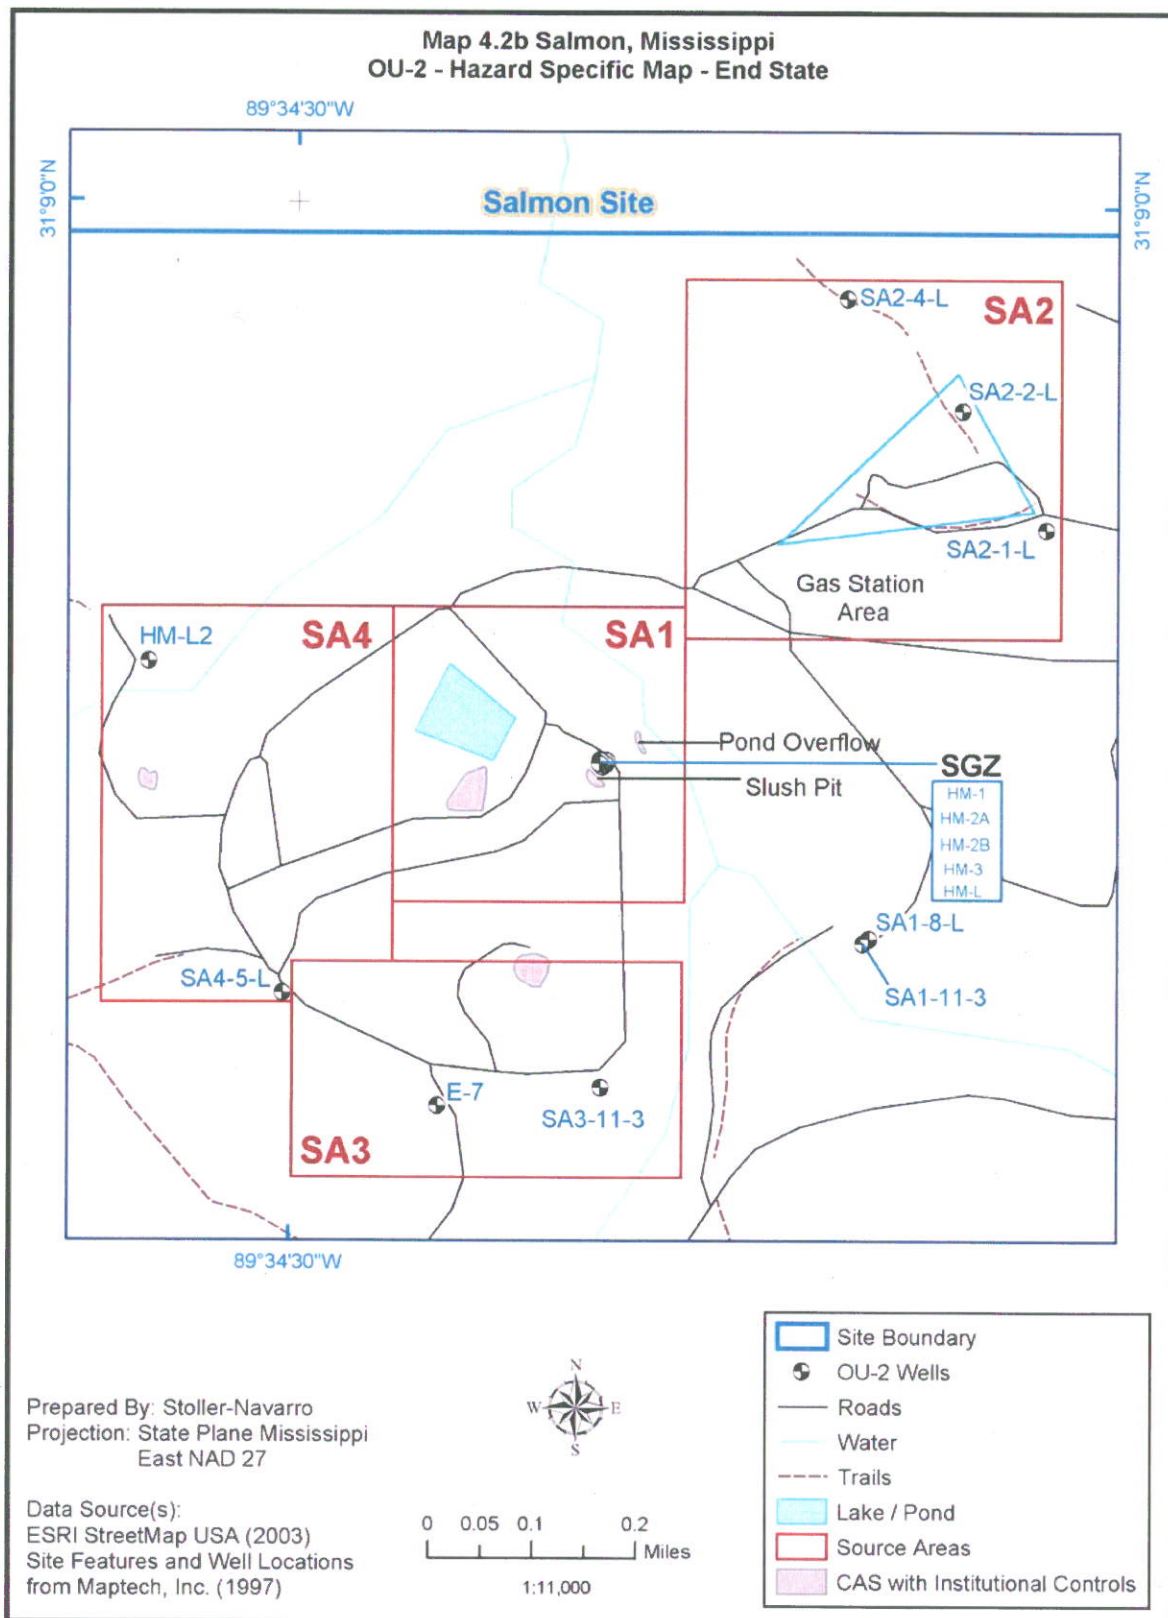 Map 4.2b Salmon, Mississippi
OU-2 - Hazard Specific Map - End State
89°34'30"W
31°9'0"N
31°9'0"N
Salmon Site
SA2-4-L
SA2
SA2-2-L
SA2-1-L
Gas Station
Area
HM-L2
SA4
SA1
Pond Overflow
SGZ
Slush Pit
HM-1
HM-2A
HM-2B
HM-3
HM-L
SA1-8-L
SA4-5-L
SA1-11-3
E-7
SA3-11-3
SA3
89°34'30"W
Site Boundary
OU-2 Wells
Roads
Water
Trails
Lake / Pond
Source Areas
CAS with Institutional Controls
N
W E
S
Prepared By: Stoller-Navarro
Projection: State Plane Mississippi
East NAD 27
Data Source(s):
ESRI StreetMap USA (2003)
Site Features and Well Locations
from Maptech, Inc. (1997)
0 0.05 0.1 0.2
Miles
1:11,000